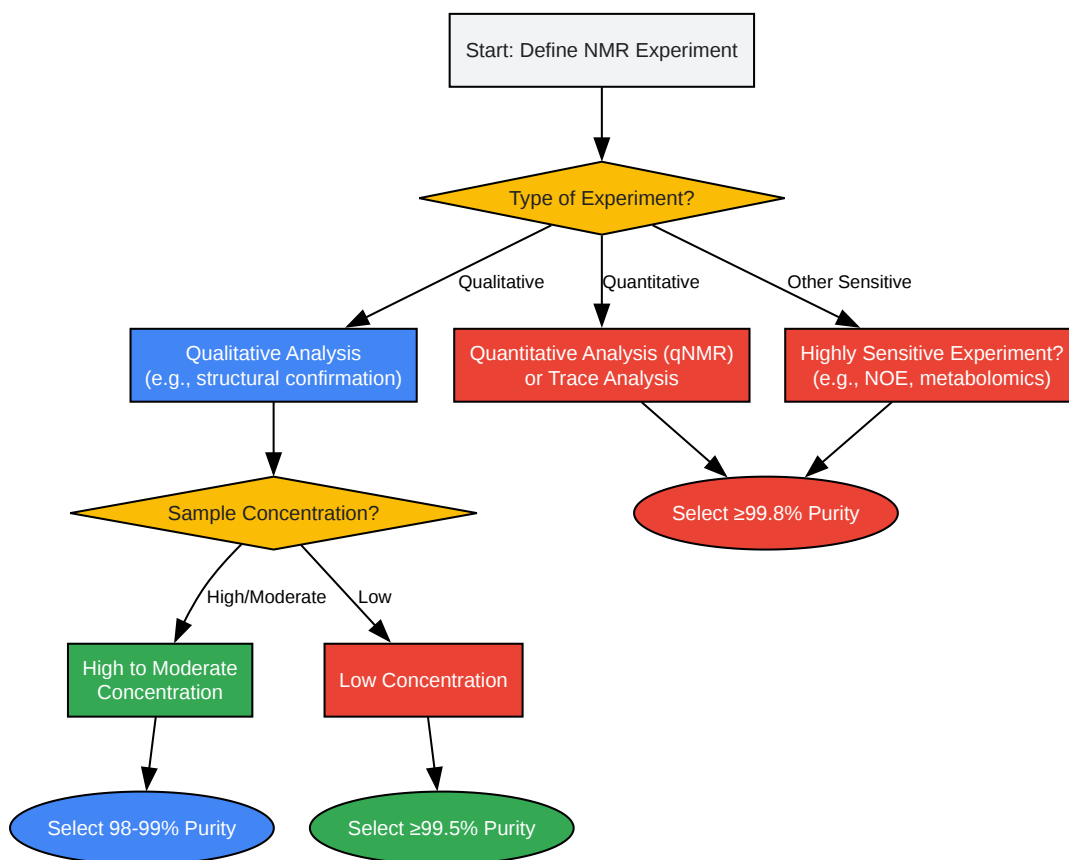 Start: Define NMR Experiment
Type of Experiment?
Qualitative
Quantitative
Other Sensitive
Qualitative Analysis
(e.g., structural confirmation)
Quantitative Analysis (qNMR)
or Trace Analysis
Highly Sensitive Experiment?
(e.g., NOE, metabolomics)
Sample Concentration?
Select ≥99.8% Purity
High/Moderate
Low
High to Moderate
Concentration
Low Concentration
Select 98-99% Purity
Select ≥99.5% Purity